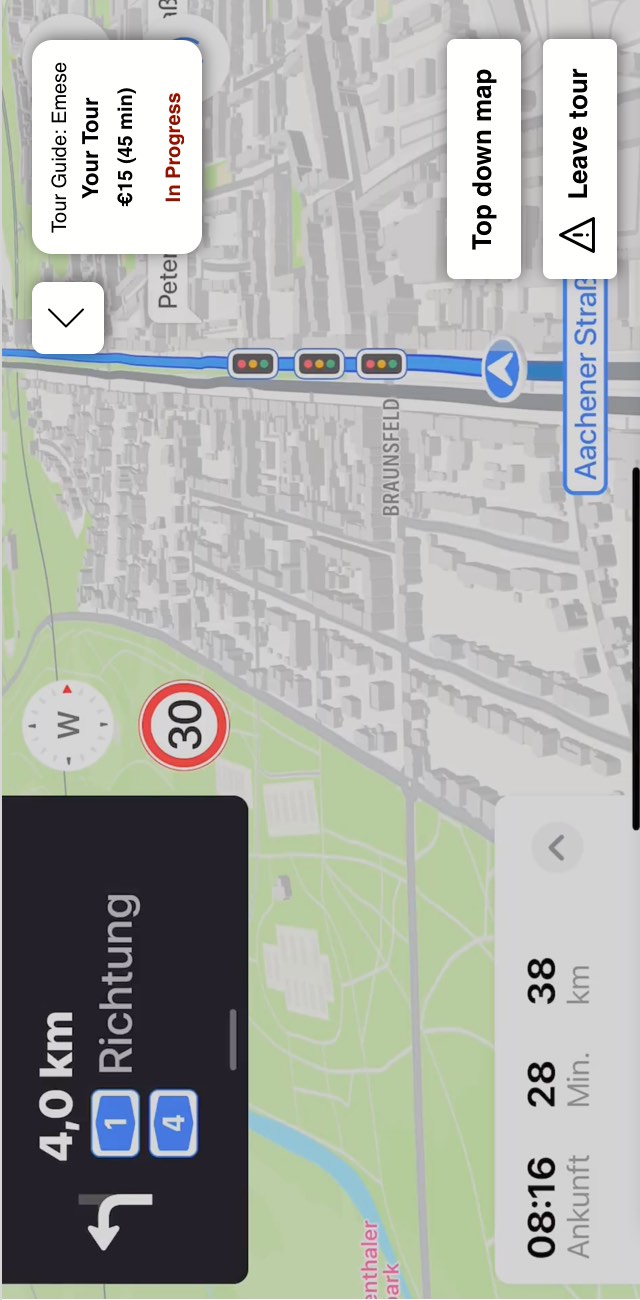 4,0 km
1
4
Richtung
W
30
08:16
28
38
Ankunft
Min.
km
enthaler
park
BRAUNSFELD
Aachener Straß
Peter
Tour Guide: Emese
Your Tour
€15 (45 min)
In Progress
Top down map
Leave tour